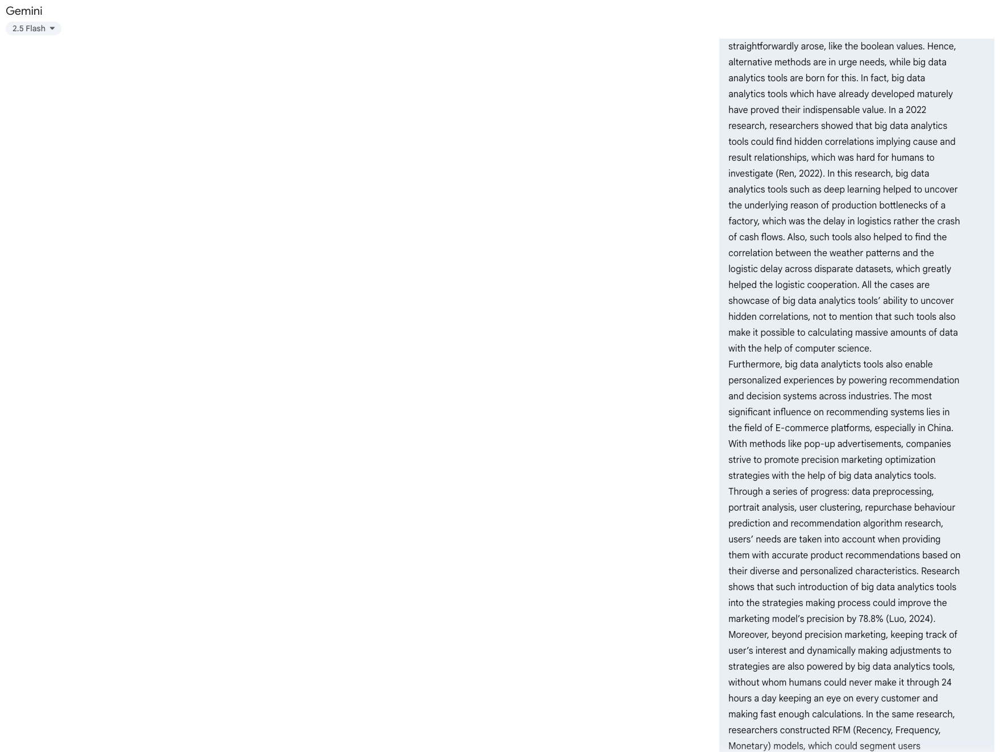 Gemini
2.5 Flash
straightforwardly arose, like the boolean values. Hence,
alternative methods are in urge needs, while big data
analytics tools are born for this. In fact, big data
analytics tools which have already developed maturely
have proved their indispensable value. In a 2022
research, researchers showed that big data analytics
tools could find hidden correlations implying cause and
result relationships, which was hard for humans to
investigate (Ren, 2022). In this research, big data
analytics tools such as deep learning helped to uncover
the underlying reason of production bottlenecks of a
factory, which was the delay in logistics rather the crash
of cash flows. Also, such tools also helped to find the
correlation between the weather patterns and the
logistic delay across disparate datasets, which greatly
helped the logistic cooperation. All the cases are
showcase of big data analytics tools’ ability to uncover
hidden correlations, not to mention that such tools also
make it possible to calculating massive amounts of data
with the help of computer science.
Furthermore, big data analyticts tools also enable
personalized experiences by powering recommendation
and decision systems across industries. The most
significant influence on recommending systems lies in
the field of E-commerce platforms, especially in China.
With methods like pop-up advertisements, companies
strive to promote precision marketing optimization
strategies with the help of big data analytics tools.
Through a series of progress: data preprocessing,
portrait analysis, user clustering, repurchase behaviour
prediction and recommendation algorithm research,
users’ needs are taken into account when providing
them with accurate product recommendations based on
their diverse and personalized characteristics. Research
shows that such introduction of big data analytics tools
into the strategies making process could improve the
marketing model’s precision by 78.8% (Luo, 2024).
Moreover, beyond precision marketing, keeping track of
user’s interest and dynamically making adjustments to
strategies are also powered by big data analytics tools,
without whom humans could never make it through 24
hours a day keeping an eye on every customer and
making fast enough calculations. In the same research,
researchers constructed RFM (Recency, Frequency,
Monetary) models, which could segment users